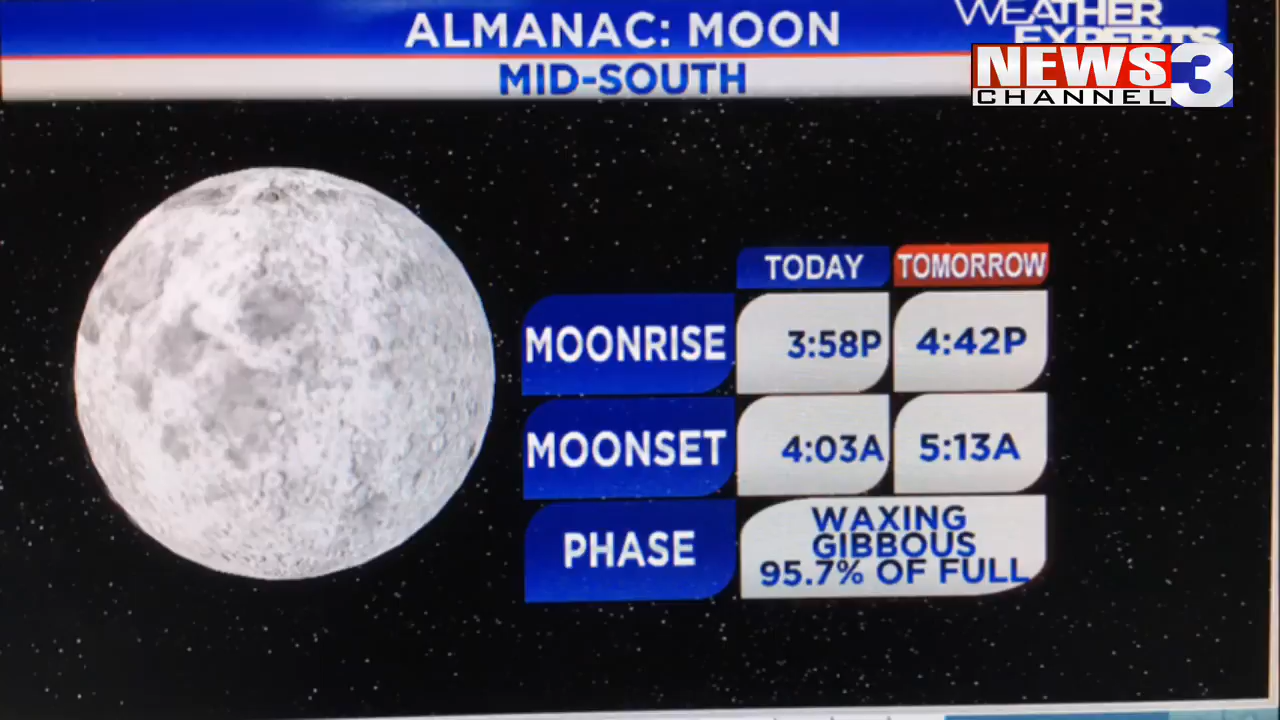 ALMANAC: MOON
WEATHER
EXPERTS
MID-SOUTH
NEWS
CHANNEL 3
TODAY TOMORROW
MOONRISE 3:58P 4:42P
MOONSET 4:03A 5:13A
PHASE
WAXING
GIBBOUS
95.7% OF FULL